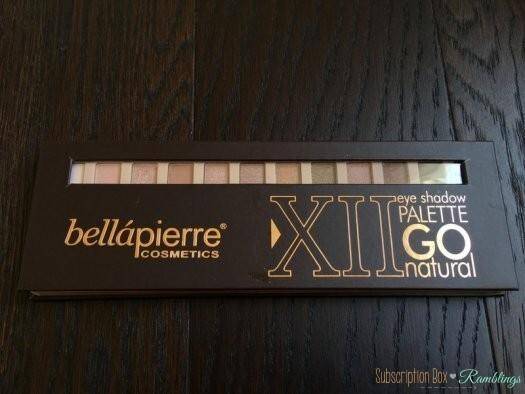 bellápierre®
COSMETICS
XII
eye shadow
PALETTE
GO
natural
Subscription Box ♥ Ramblings